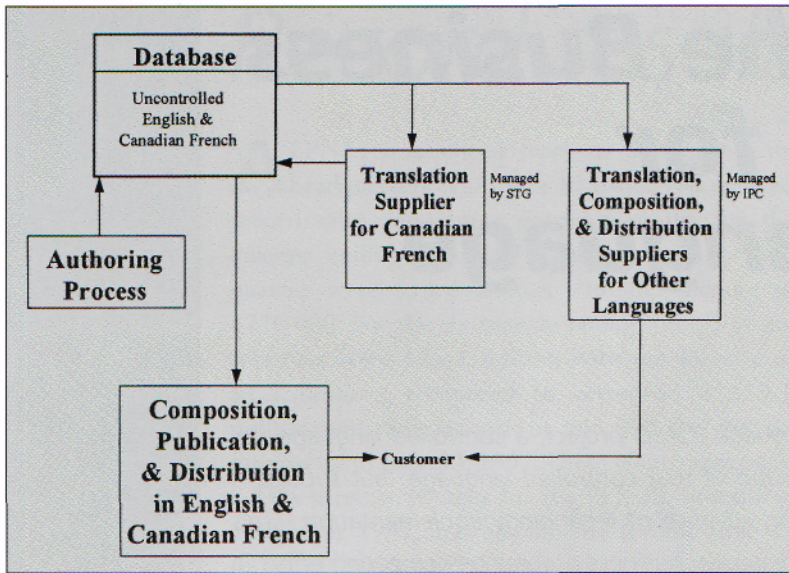 Database
Uncontrolled
English &
Canadian French
Translation
Supplier
for Canadian
French
Managed
by STG
Translation,
Composition,
& Distribution
Suppliers
for Other
Languages
Managed
by IPC
Authoring
Process
Composition,
Publication,
& Distribution
in English &
Canadian French
Customer